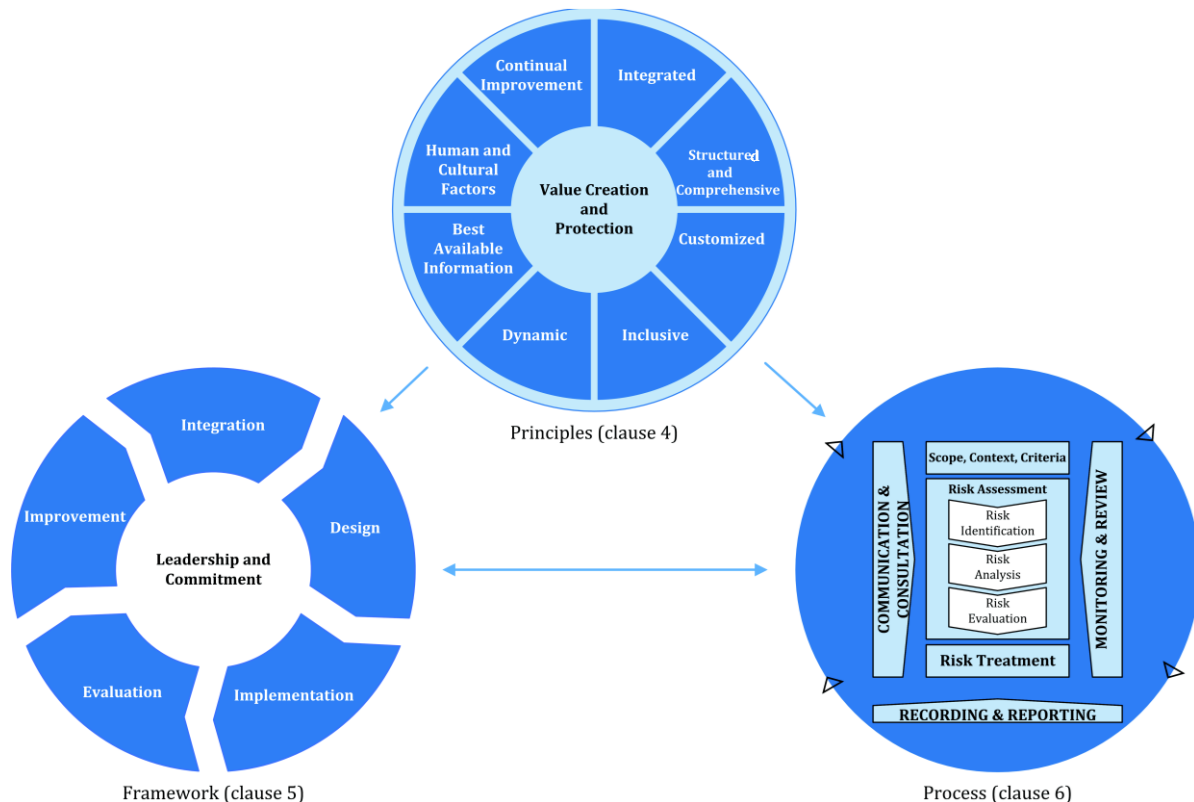 Continual
Improvement
Integrated
Human and
Cultural
Factors
Structured
and
Comprehensive
Value Creation
and
Protection
Best
Available
Information
Customized
Dynamic
Inclusive
Principles (clause 4)
Integration
Improvement
Design
Leadership and
Commitment
Evaluation
Implementation
Framework (clause 5)
Scope, Context, Criteria
Risk Assessment
Risk
Identification
Risk
Analysis
Risk
Evaluation
Risk Treatment
COMMUNICATION &
CONSULTATION
MONITORING & REVIEW
RECORDING & REPORTING
Process (clause 6)